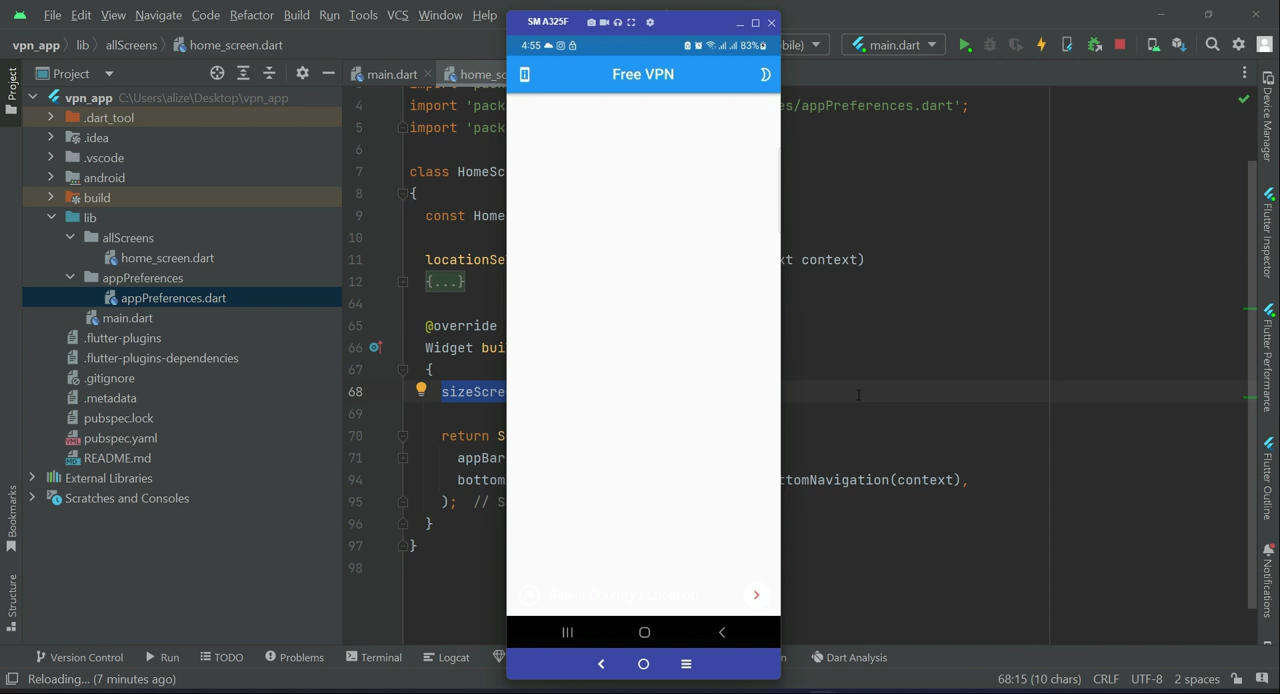 File Edit View Navigate Code Refactor Build Run Tools VCS Window Help
SM A325F
vpn_app lib allScreens home_screen.dart
4:55
83%
bile)
main.dart
Project
main.dart
home_sc
Free VPN
Project
vpn_app C:\Users\alize\Desktop\vpn_app
.dart_tool
.idea
.vscode
android
build
lib
allScreens
home_screen.dart
appPreferences
appPreferences.dart
main.dart
.flutter-plugins
.flutter-plugins-dependencies
.gitignore
.metadata
pubspec.lock
pubspec.yaml
README.md
External Libraries
Scratches and Consoles
4 import 'pack es/appPreferences.dart';
5 import 'pack
6
7 class HomeSc
8 {
9 const Home
10
11 locationSe xt context)
12 {...}
64
65 @override
66 Widget bui
67 {
68 sizeScre
69
70 return S
71 appBar
94 bottom ttomNavigation(context),
95 ); // S
96 }
97 }
98
Select Country / Location
Device Manager
Flutter Inspector
Flutter Performance
Flutter Outline
Notifications
Bookmarks
Structure
Version Control Run TODO Problems Terminal Logcat n Dart Analysis
Reloading... (7 minutes ago)
68:15 (10 chars) CRLF UTF-8 2 spaces